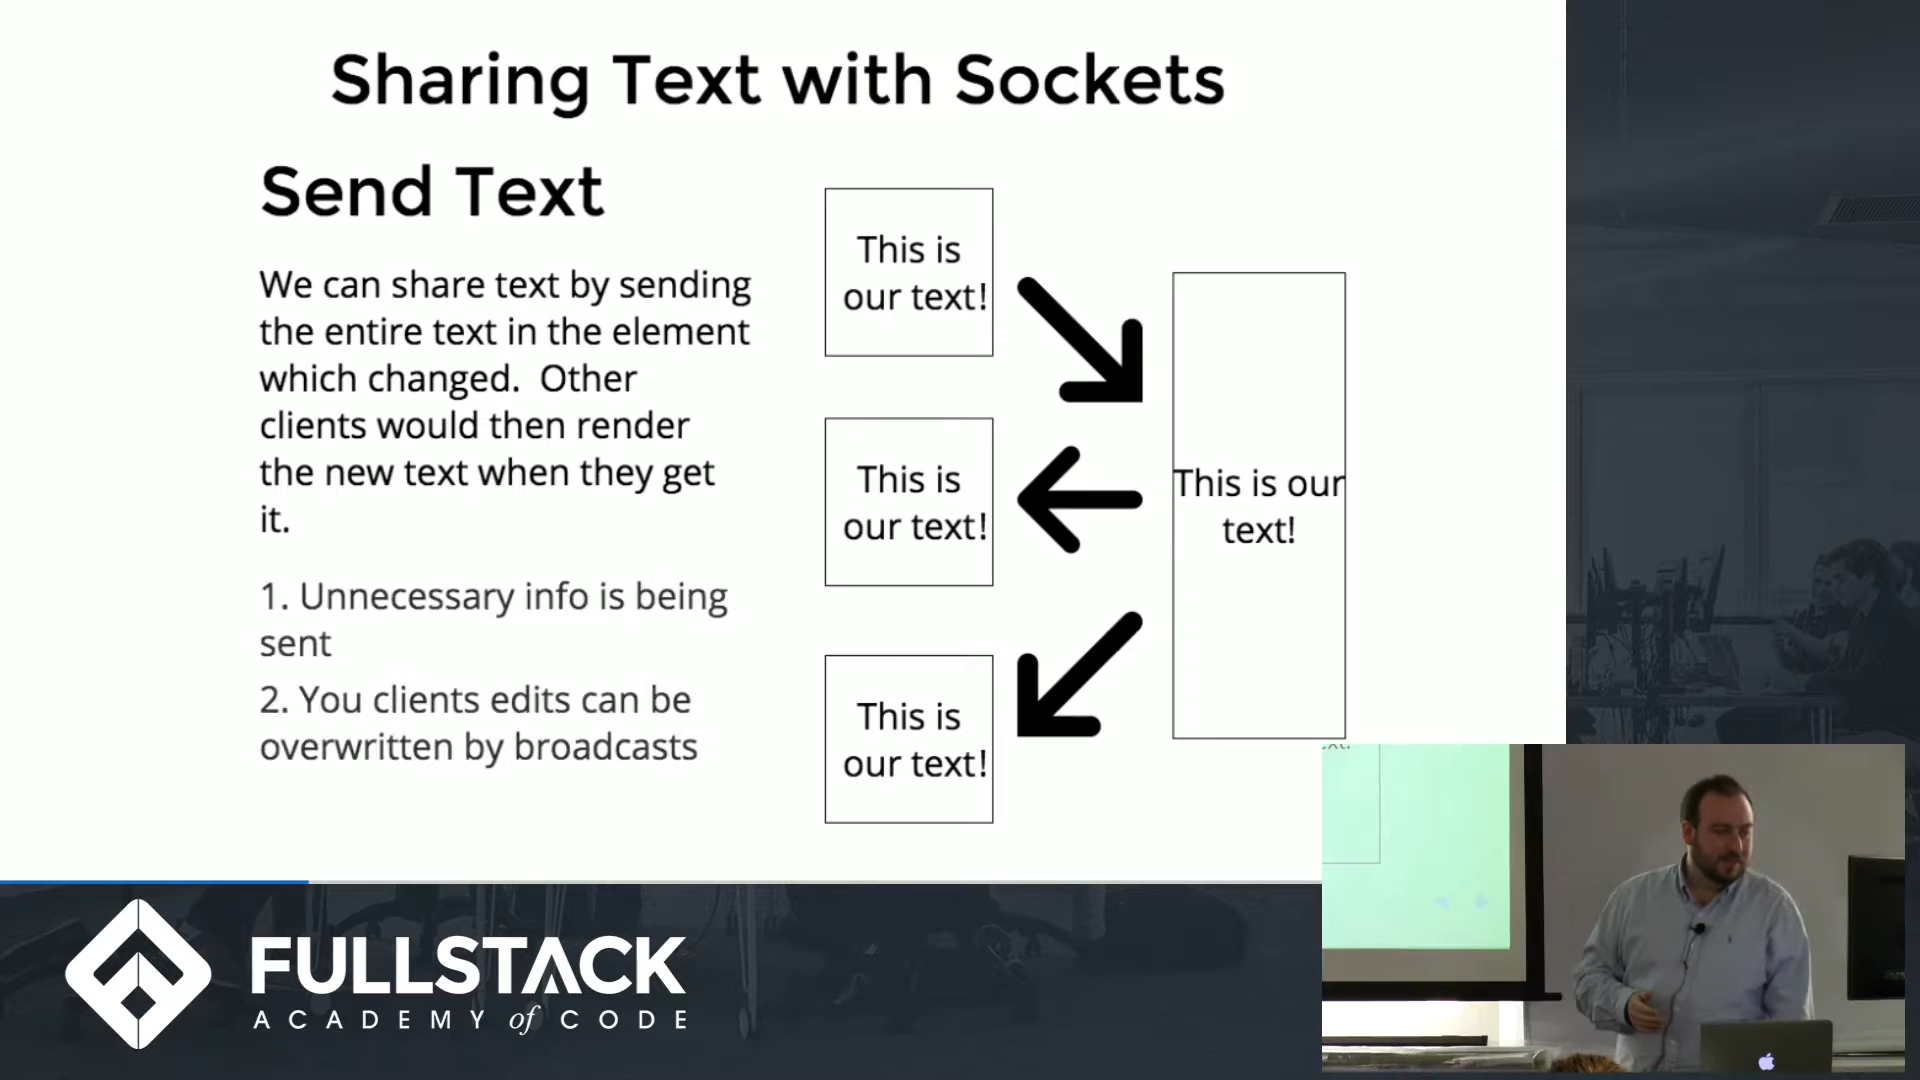 Sharing Text with Sockets
Send Text
We can share text by sending
the entire text in the element
which changed.  Other
clients would then render
the new text when they get
it.
1. Unnecessary info is being
sent
2. You clients edits can be
overwritten by broadcasts
This is
our text!
This is
our text!
This is
our text!
This is our
text!
FULLSTACK
ACADEMY of CODE